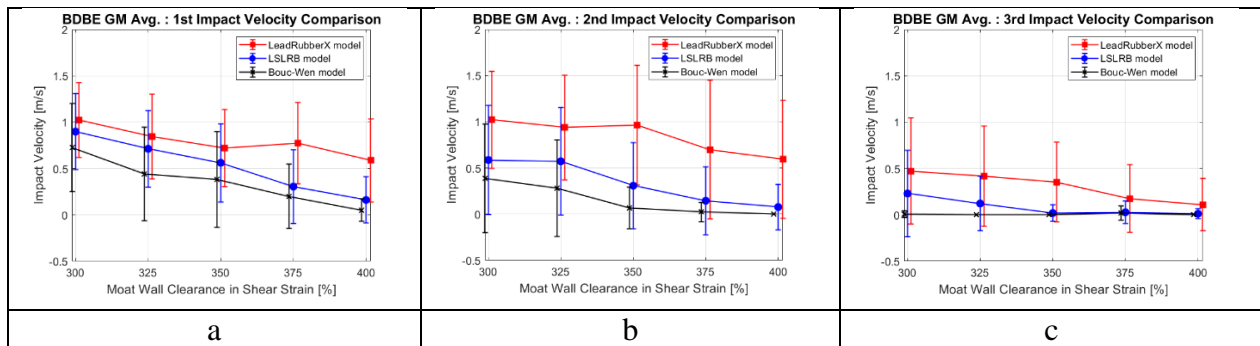 BDBE GM Avg. : 1st Impact Velocity Comparison
2
1.5
1
0.5
0
-0.5
Impact Velocity [m/s]
LeadRubberX model
LSLRB model
Bouc-Wen model
300 325 350 375 400
Moat Wall Clearance in Shear Strain [%]
a
BDBE GM Avg. : 2nd Impact Velocity Comparison
2
1.5
1
0.5
0
-0.5
Impact Velocity [m/s]
LeadRubberX model
LSLRB model
Bouc-Wen model
300 325 350 375 400
Moat Wall Clearance in Shear Strain [%]
b
BDBE GM Avg. : 3rd Impact Velocity Comparison
2
1.5
1
0.5
0
-0.5
Impact Velocity [m/s]
LeadRubberX model
LSLRB model
Bouc-Wen model
300 325 350 375 400
Moat Wall Clearance in Shear Strain [%]
c